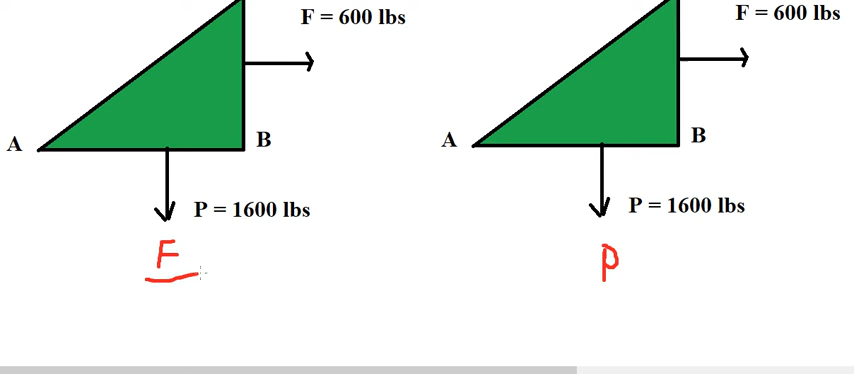 F = 600 lbs
A
B
P = 1600 lbs
F
F = 600 lbs
A
B
P = 1600 lbs
P